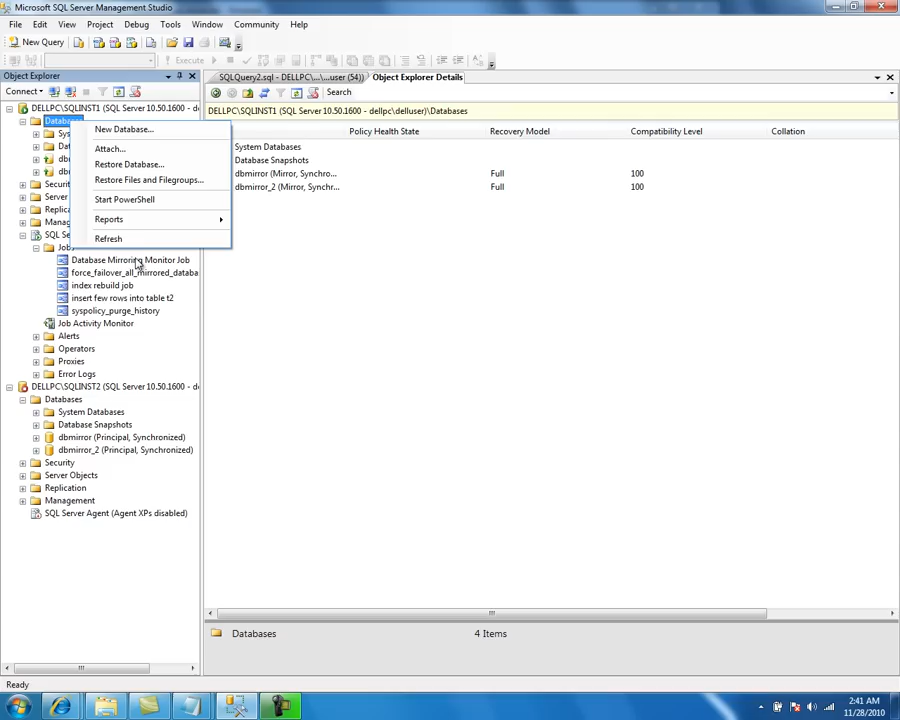 Microsoft SQL Server Management Studio
File Edit View Project Debug Tools Window Community Help
New Query
Execute
Object Explorer
SQLQuery2.sql - DELLPC\...\...user (54))
Object Explorer Details
Connect
Search
DELLPC\SQLINST1 (SQL Server 10.50.1600 - de
DELLPC\SQLINST1 (SQL Server 10.50.1600 - dellpc\delluser)\Databases
New Database...
Attach...
Restore Database...
Restore Files and Filegroups...
Start PowerShell
Reports
Refresh
Policy Health State Recovery Model Compatibility Level Collation
System Databases
Database Snapshots
dbmirror (Mirror, Synchro... Full 100
dbmirror_2 (Mirror, Synchr... Full 100
Securit
Server
Replica
Manag
SQL Se
Database Mirroring Monitor Job
force_failover_all_mirrored_databa
index rebuild job
insert few rows into table t2
syspolicy_purge_history
Job Activity Monitor
Alerts
Operators
Proxies
Error Logs
DELLPC\SQLINST2 (SQL Server 10.50.1600 - de
Databases
System Databases
Database Snapshots
dbmirror (Principal, Synchronized)
dbmirror_2 (Principal, Synchronized)
Security
Server Objects
Replication
Management
SQL Server Agent (Agent XPs disabled)
Databases 4 Items
Ready
2:41 AM
11/28/2010